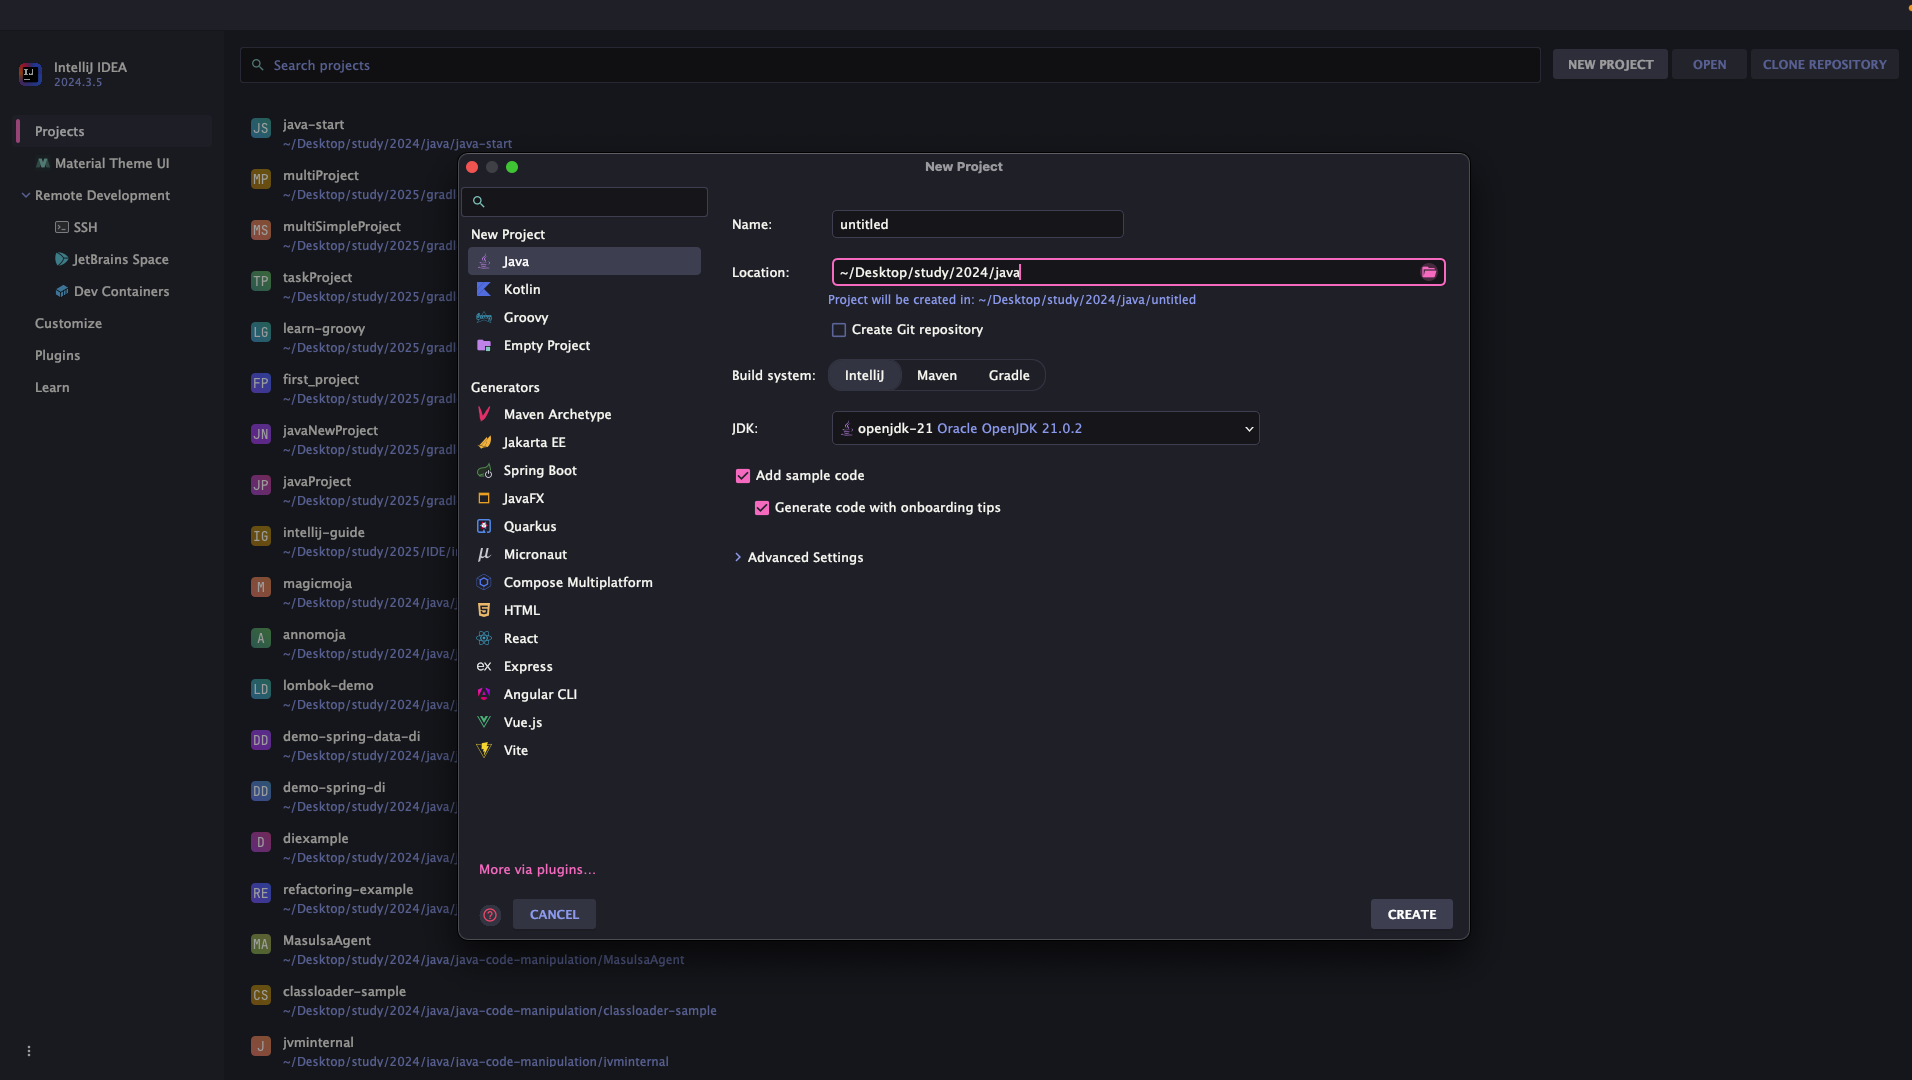 IntelliJ IDEA
2024.3.5
Search projects
NEW PROJECT
OPEN
CLONE REPOSITORY
Projects
Material Theme UI
Remote Development
SSH
JetBrains Space
Dev Containers
Customize
Plugins
Learn
JS
java-start
~/Desktop/study/2024/java/java-start
MP
multiProject
~/Desktop/study/2025/gradl
MS
multiSimpleProject
~/Desktop/study/2025/gradl
TP
taskProject
~/Desktop/study/2025/gradl
LG
learn-groovy
~/Desktop/study/2025/gradl
FP
first_project
~/Desktop/study/2025/gradl
JN
javaNewProject
~/Desktop/study/2025/gradl
JP
javaProject
~/Desktop/study/2025/gradl
IG
intellij-guide
~/Desktop/study/2025/IDE/i
M
magicmoja
~/Desktop/study/2024/java/
A
annomoja
~/Desktop/study/2024/java/
LD
lombok-demo
~/Desktop/study/2024/java/
DD
demo-spring-data-di
~/Desktop/study/2024/java/
DD
demo-spring-di
~/Desktop/study/2024/java/
D
diexample
~/Desktop/study/2024/java/
RE
refactoring-example
~/Desktop/study/2024/java/
MA
MasulsaAgent
~/Desktop/study/2024/java/java-code-manipulation/MasulsaAgent
CS
classloader-sample
~/Desktop/study/2024/java/java-code-manipulation/classloader-sample
J
jvminternal
~/Desktop/study/2024/java/java-code-manipulation/jvminternal
New Project
New Project
Java
Kotlin
Groovy
Empty Project
Generators
Maven Archetype
Jakarta EE
Spring Boot
JavaFX
Quarkus
Micronaut
Compose Multiplatform
HTML
React
Express
Angular CLI
Vue.js
Vite
More via plugins...
CANCEL
Name:
untitled
Location:
~/Desktop/study/2024/java
Project will be created in: ~/Desktop/study/2024/java/untitled
Create Git repository
Build system:
IntelliJ
Maven
Gradle
JDK:
openjdk-21 Oracle OpenJDK 21.0.2
Add sample code
Generate code with onboarding tips
Advanced Settings
CREATE